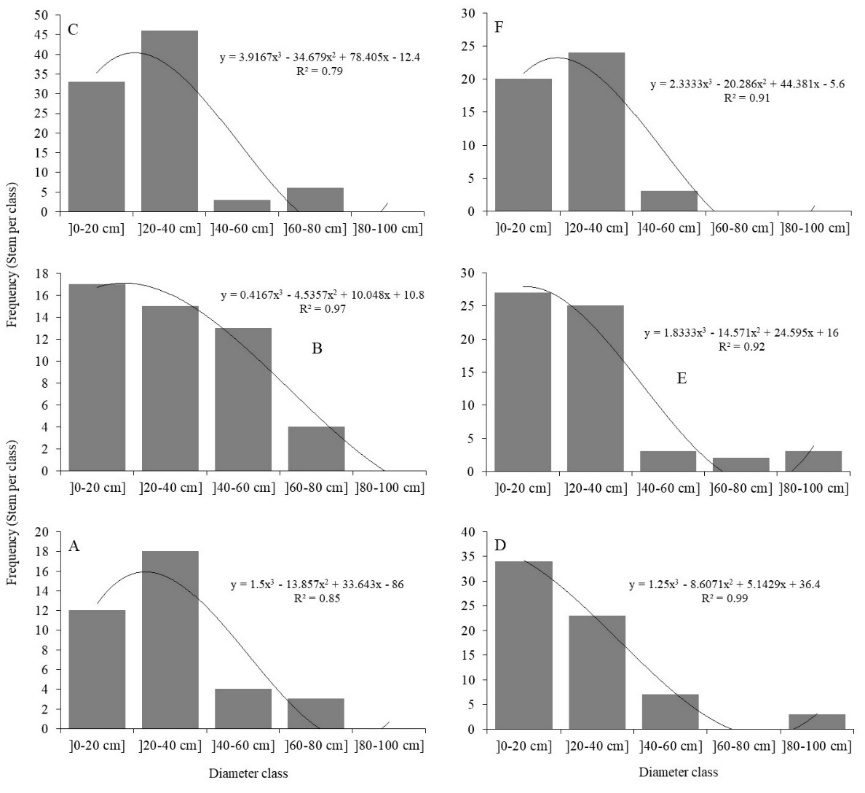 Frequency (Stem per class)
Frequency (Stem per class)
C
50
45
40
35
30
25
20
15
10
5
0
y = 3.9167x³ - 34.679x² + 78.405x - 12.4
R² = 0.79
]0-20 cm] ]20-40 cm] ]40-60 cm] ]60-80 cm] ]80-100 cm]
F
30
25
20
15
10
5
0
y = 2.3333x³ - 20.286x² + 44.381x - 5.6
R² = 0.91
]0-20 cm] ]20-40 cm] ]40-60 cm] ]60-80 cm] ]80-100 cm]
18
16
14
12
10
8
6
4
2
0
y = 0.4167x³ - 4.5357x² + 10.048x + 10.8
R² = 0.97
B
]0-20 cm] ]20-40 cm] ]40-60 cm] ]60-80 cm] ]80-100 cm]
30
25
20
15
10
5
0
y = 1.8333x³ - 14.571x² + 24.595x + 16
R² = 0.92
E
]0-20 cm] ]20-40 cm] ]40-60 cm] ]60-80 cm] ]80-100 cm]
A
20
18
16
14
12
10
8
6
4
2
0
y = 1.5x³ - 13.857x² + 33.643x - 86
R² = 0.85
]0-20 cm] ]20-40 cm] ]40-60 cm] ]60-80 cm] ]80-100 cm]
Diameter class
D
40
35
30
25
20
15
10
5
0
y = 1.25x³ - 8.6071x² + 5.1429x + 36.4
R² = 0.99
]0-20 cm] ]20-40 cm] ]40-60 cm] ]60-80 cm] ]80-100 cm]
Diameter class